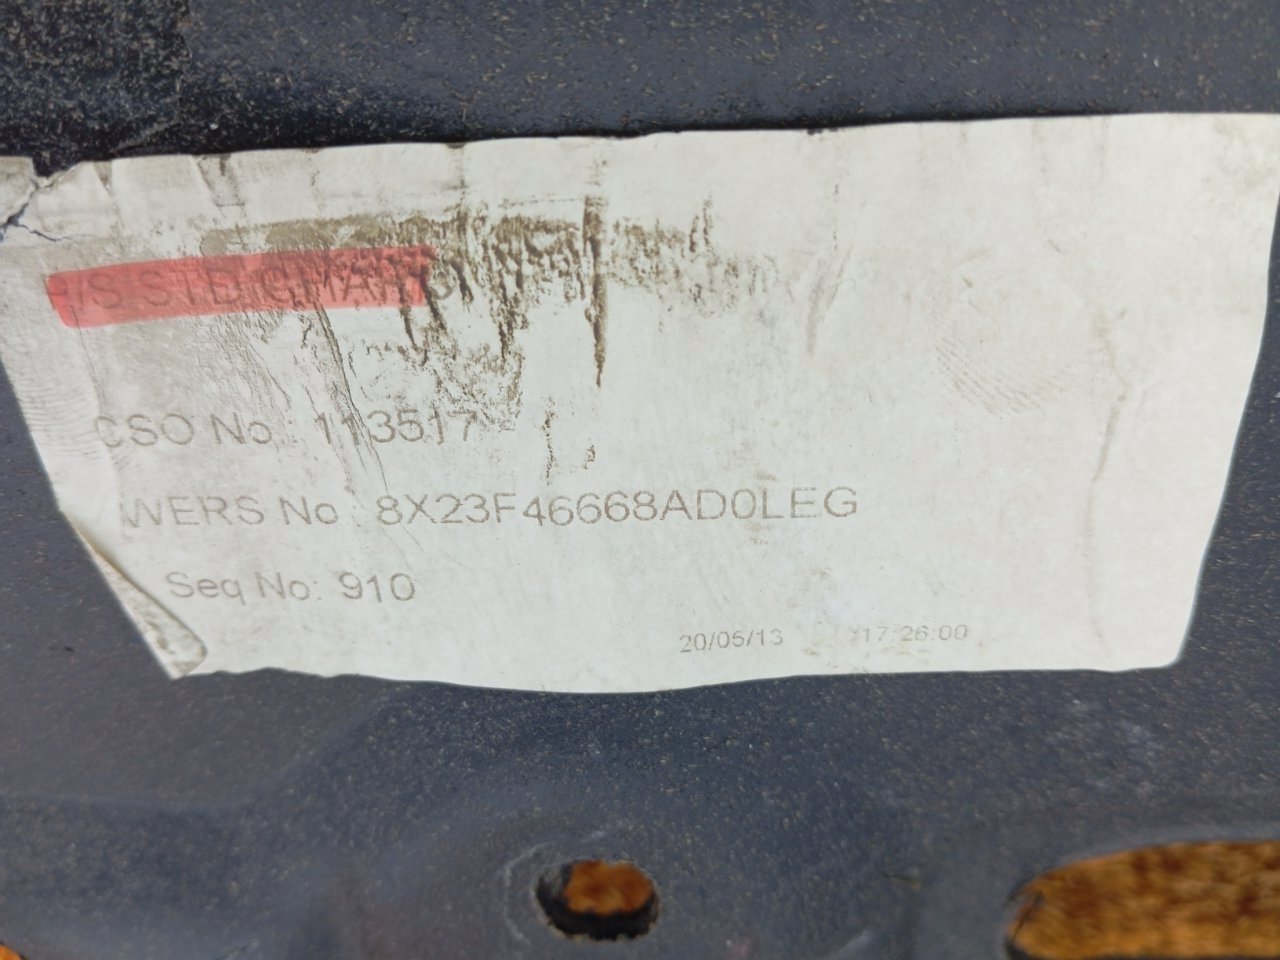 CSO No : 113517
WERS No : 8X23F46668AD0LEG
Seq No: 910
20/05/13 17:26:00